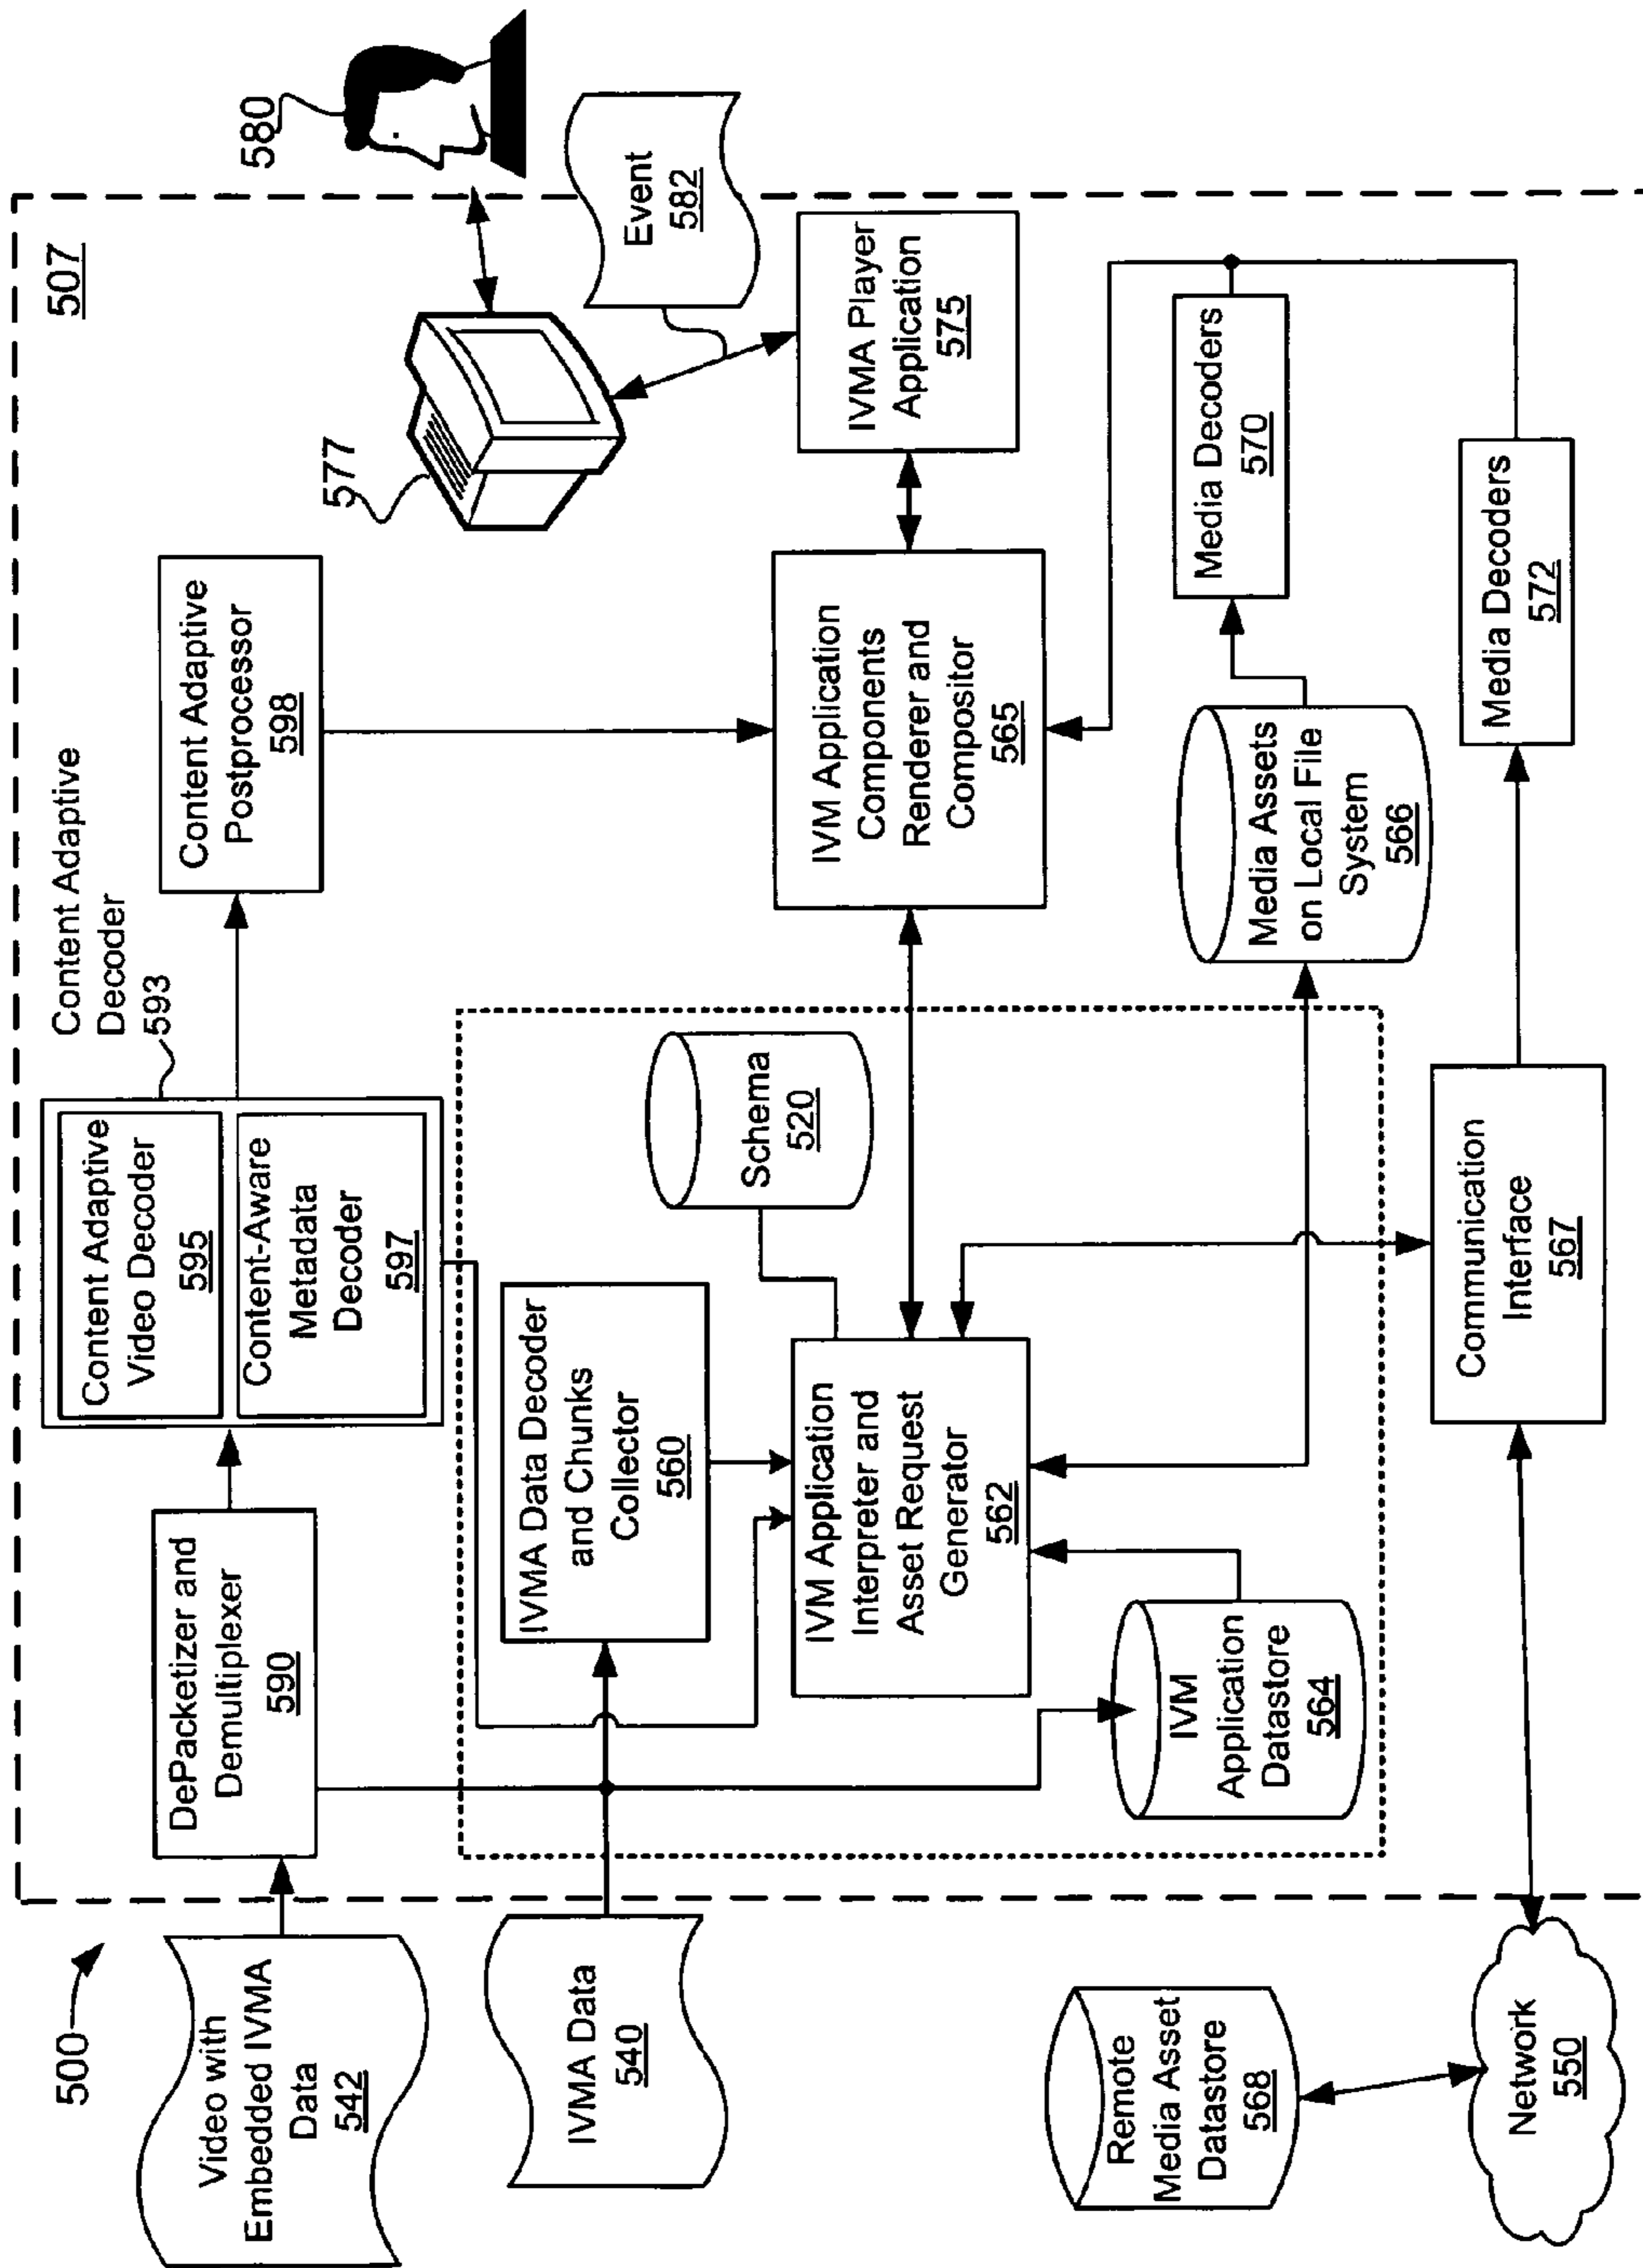 500
507
Video with
Embedded IVMA
Data
542
DePacketizer and
Demultiplexer
590
Content Adaptive
Video Decoder
595
Content-Aware
Metadata
Decoder
597
Content Adaptive
Decoder
593
Content Adaptive
Postprocessor
598
577
580
Event
582
IVMA Data
540
IVMA Data Decoder
and Chunks
Collector
560
Schema
520
IVM Application
Interpreter and
Asset Request
Generator
562
IVM Application
Components
Renderer and
Compositor
565
IVMA Player
Application
575
IVM
Application
Datastore
564
Media Assets
on Local File
System
566
Media Decoders
570
Remote
Media Asset
Datastore
568
Network
550
Communication
Interface
567
Media Decoders
572